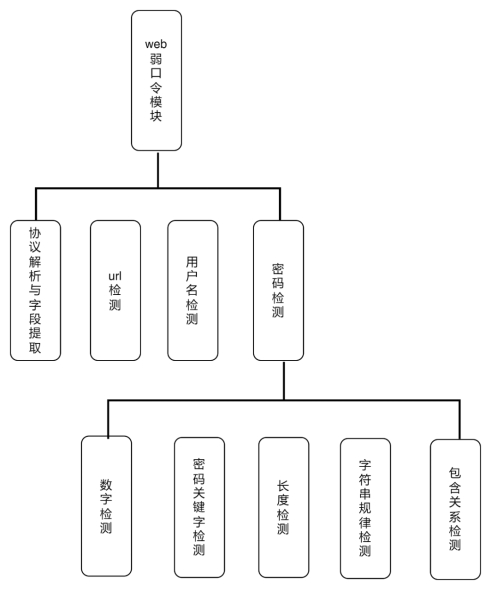 web弱口令模块
协议解析与字段提取
url检测
用户名检测
密码检测
数字检测
密码关键字检测
长度检测
字符串规律检测
包含关系检测